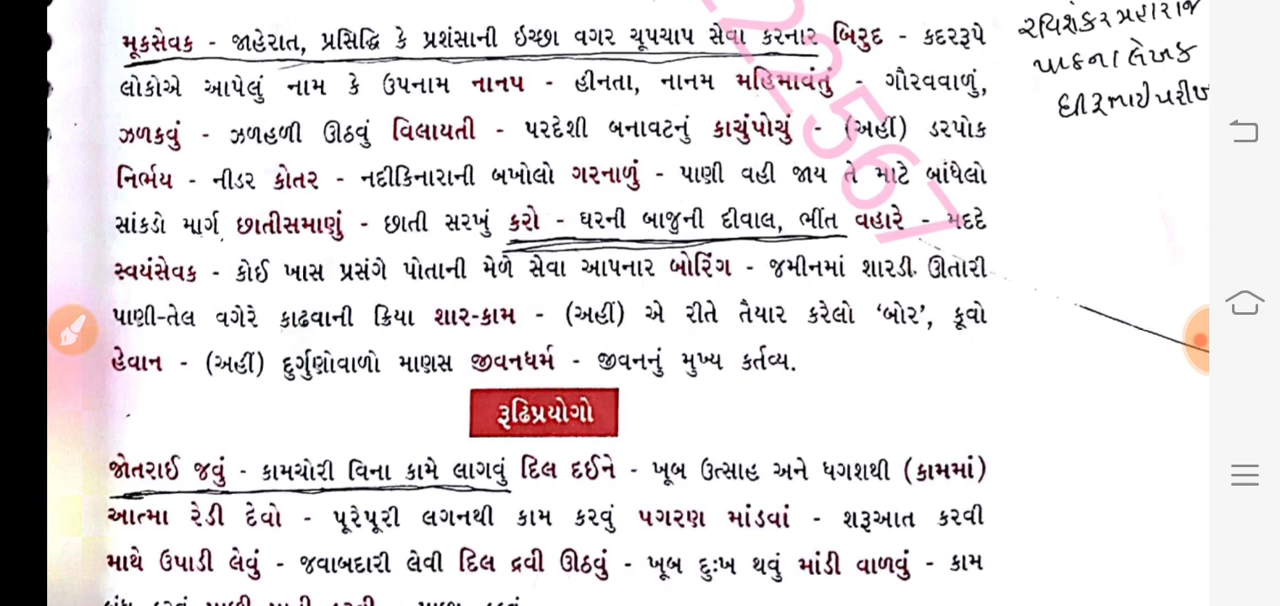 મૂકસેવક - જાહેરાત, પ્રસિદ્ધિ કે પ્રશંસાની ઇચ્છા વગર ચૂપચાપ સેવા કરનાર બિરુદ - કદરરૂપે
લોકોએ આપેલું નામ કે ઉપનામ નાનપ - હીનતા, નાનમ મહિમાવંતું - ગૌરવવાળું,
ઝળકવું - ઝળહળી ઊઠવું વિલાયતી - પરદેશી બનાવટનું કાચુંપોચું - (અહીં) ડરપોક
નિર્ભય - નીડર કોતર - નદીકિનારાની બખોલો ગરનાળું - પાણી વહી જાય તે માટે બાંધેલો
સાંકડો માર્ગ છાતીસમાણું - છાતી સરખું કરો - ઘરની બાજુની દીવાલ, ભીંત વહારે - મદદે
સ્વયંસેવક - કોઈ ખાસ પ્રસંગે પોતાની મેળે સેવા આપનાર બોરિંગ - જમીનમાં શારડી ઊતારી
પાણી-તેલ વગેરે કાઢવાની ક્રિયા શાર-કામ - (અહીં) એ રીતે તૈયાર કરેલો ‘બોર’, કૂવો
હેવાન - (અહીં) દુર્ગુણોવાળો માણસ જીવનધર્મ - જીવનનું મુખ્ય કર્તવ્ય.
રૂઢિપ્રયોગો
જોતરાઈ જવું - કામચોરી વિના કામે લાગવું દિલ દઈને - ખૂબ ઉત્સાહ અને ધગશથી (કામમાં)
આત્મા રેડી દેવો - પૂરેપૂરી લગનથી કામ કરવું પગરણ માંડવાં - શરૂઆત કરવી
માથે ઉપાડી લેવું - જવાબદારી લેવી દિલ દ્રવી ઊઠવું - ખૂબ દુઃખ થવું માંડી વાળવું - કામ
રવિશંકર મહારાજ
પાઠના લેખક
ધીરુભાઈ પરીખ
22567